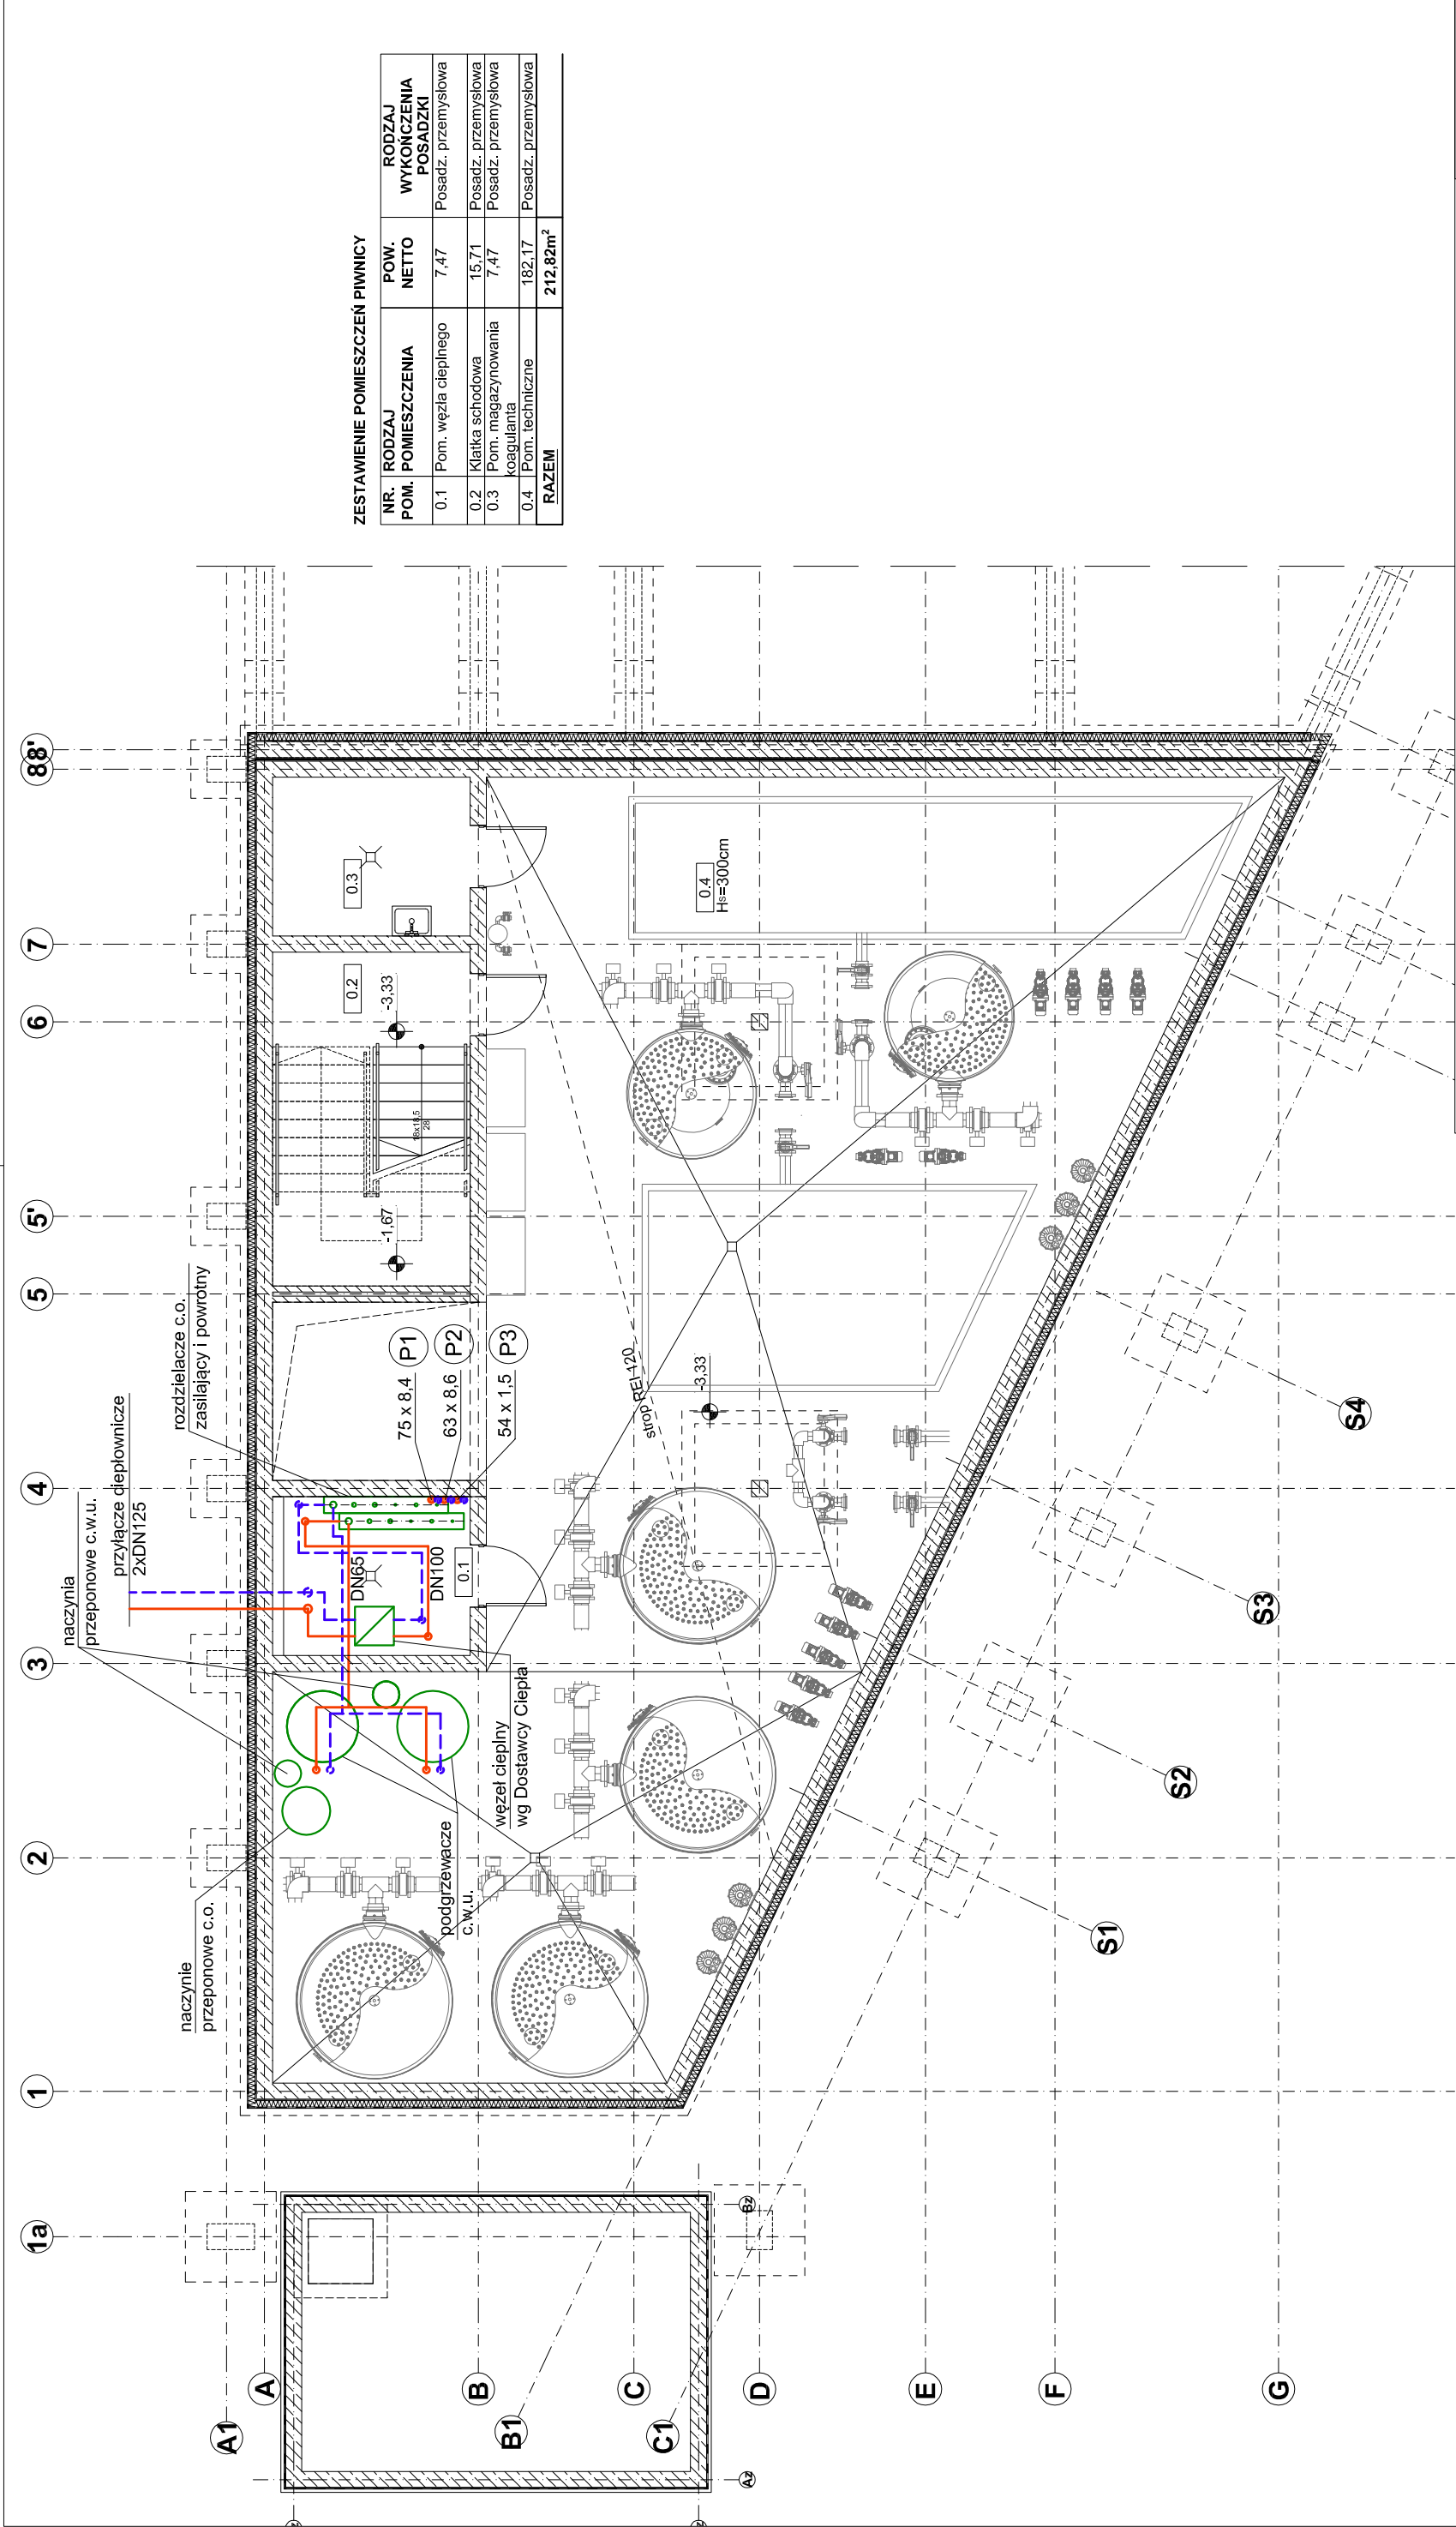 ZESTAWIENIE POMIESZCZEŃ PIWNICY
NR. POM.
RODZAJ POMIESZCZENIA
POW. NETTO
RODZAJ WYKOŃCZENIA POSADZKI
0.1 Pom. węzła cieplnego 7,47 Posadz. przemysłowa
0.2 Klatka schodowa 15,71 Posadz. przemysłowa
0.3 Pom. magazynowania koagulanta 7,47 Posadz. przemysłowa
0.4 Pom. techniczne 182,17 Posadz. przemysłowa
RAZEM 212,82m²
1a
1
2
3
4
5
5'
6
7
8
8'
naczynie
przeponowe c.o.
naczynia
przeponowe c.w.u.
przyłącze ciepłownicze
2xDN125
rozdzielacze c.o.
zasilający i powrotny
A1
A
B
C
D
E
F
G
B1
C1
Az
Bz
podgrzewacze
c.w.u.
węzeł cieplny
wg Dostawcy Ciepła
DN65
DN100
0.1
75 x 8,4
P1
63 x 8,6
P2
54 x 1,5
P3
-1,67
18x18,5
28
-3,33
0.2
0.3
0.4
Hs=300cm
strop REI 120
-3,33
S1
S2
S3
S4